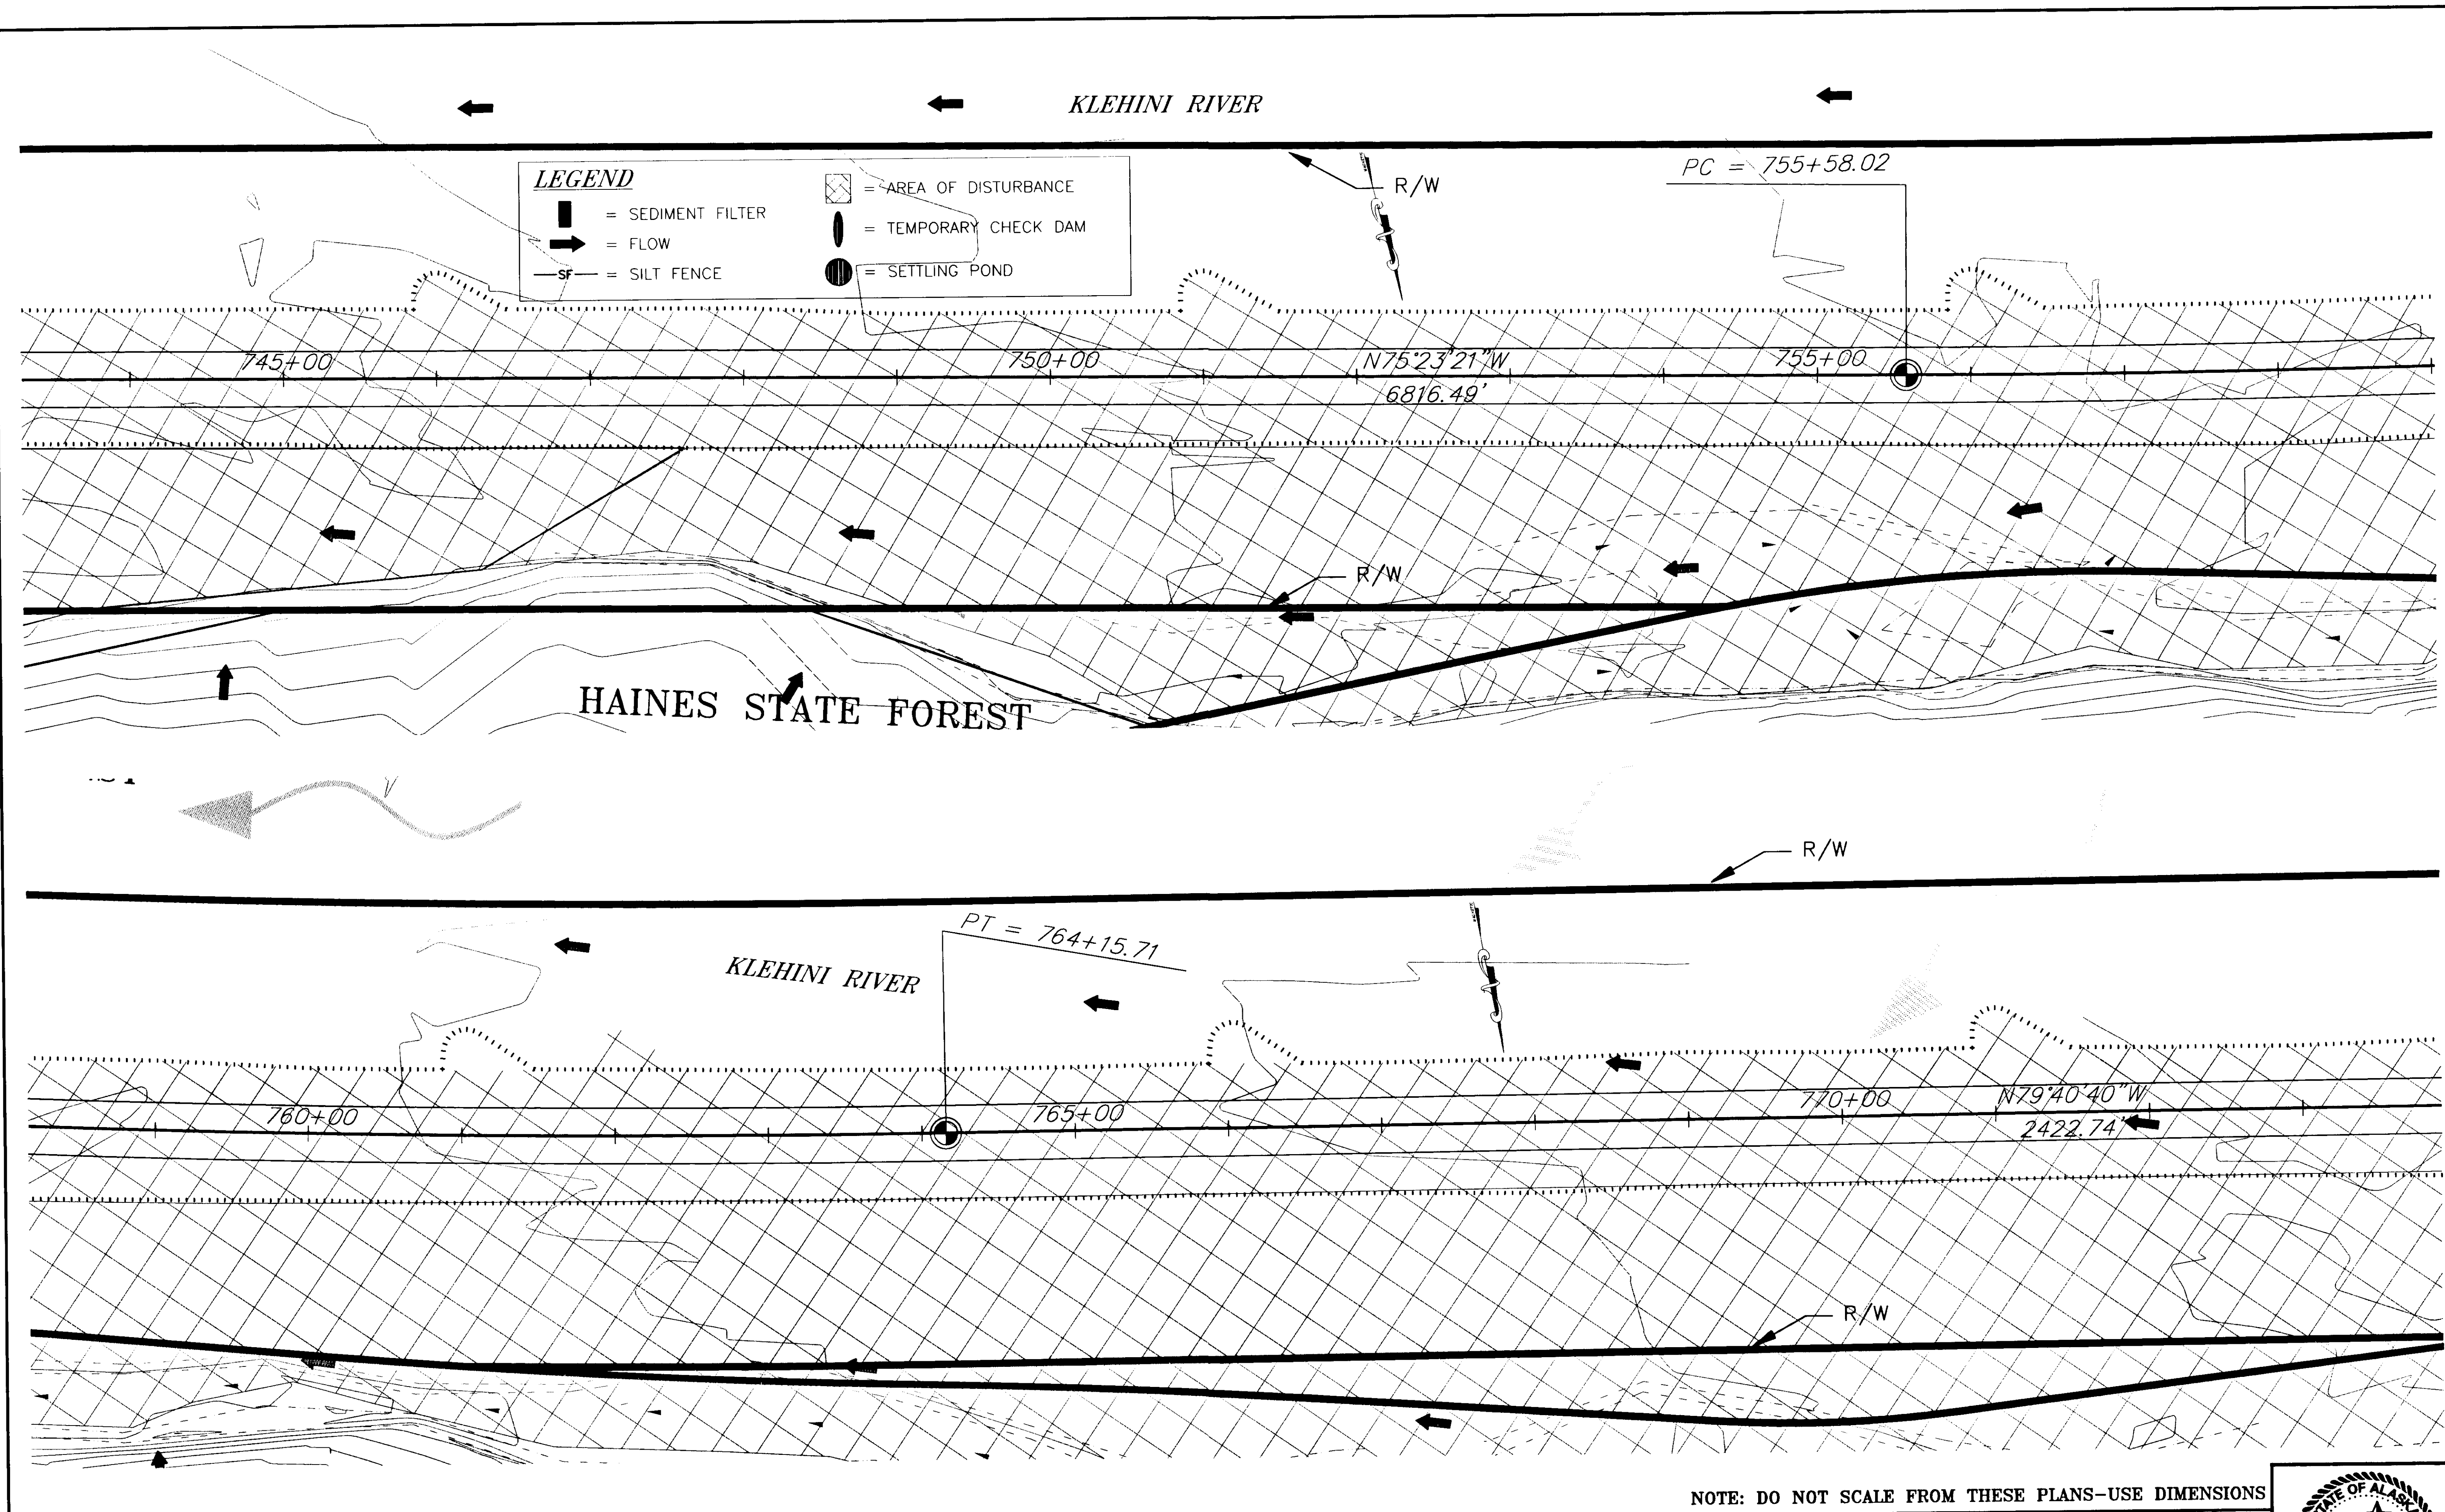 KLEHINI RIVER
LEGEND
= SEDIMENT FILTER
= FLOW
SF = SILT FENCE
= AREA OF DISTURBANCE
= TEMPORARY CHECK DAM
= SETTLING POND
R/W
PC = 755+58.02
745+00
750+00
N75°23'21"W
6816.49'
755+00
R/W
HAINES STATE FOREST
R/W
PT = 764+15.71
KLEHINI RIVER
760+00
765+00
770+00
N79°40'40"W
2422.74'
R/W
NOTE: DO NOT SCALE FROM THESE PLANS-USE DIMENSIONS
STATE OF ALAS